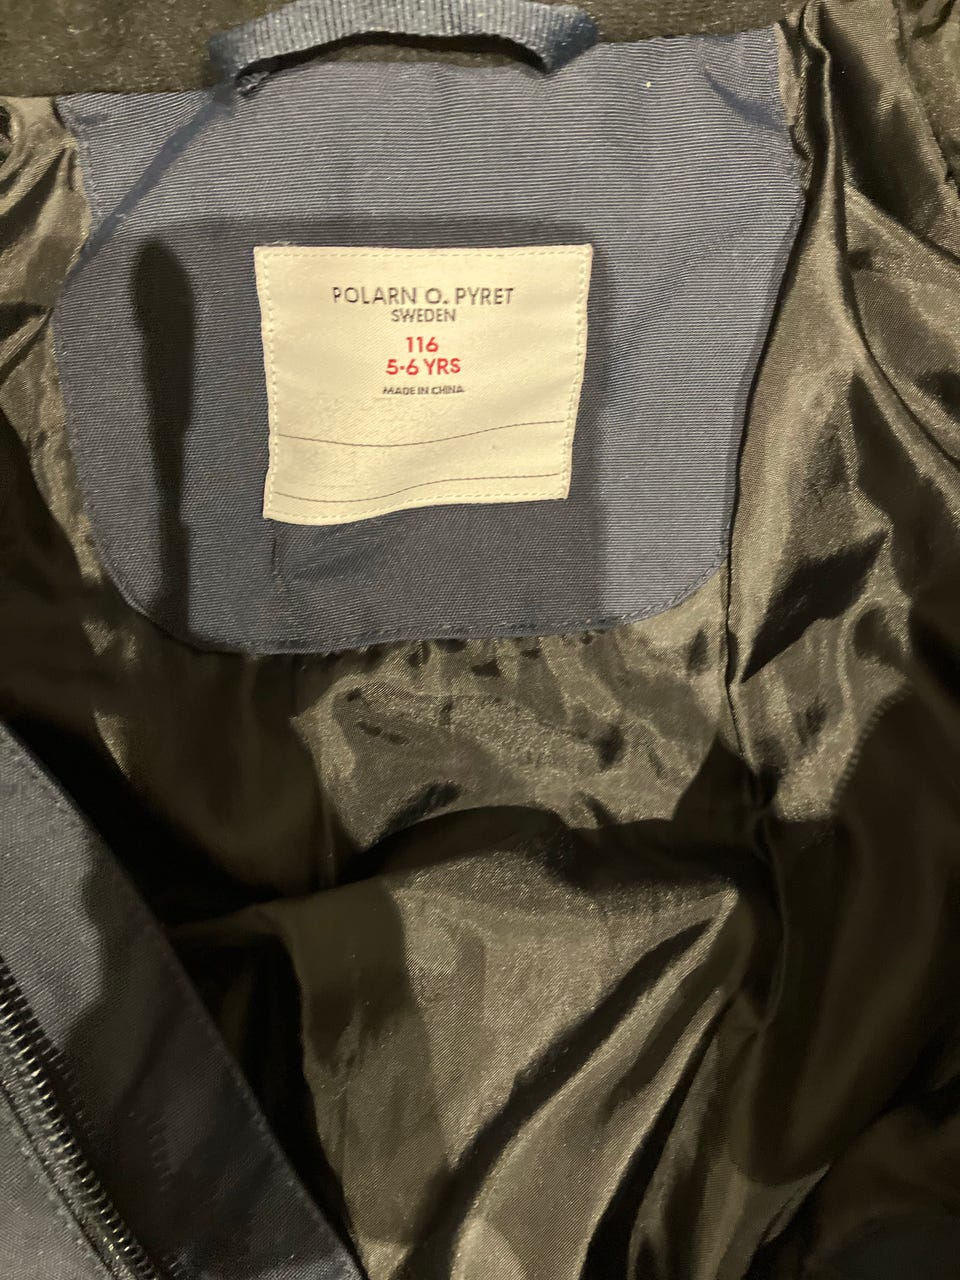 POLARN O. PYRET
SWEDEN
116
5-6 YRS
MADE IN CHINA